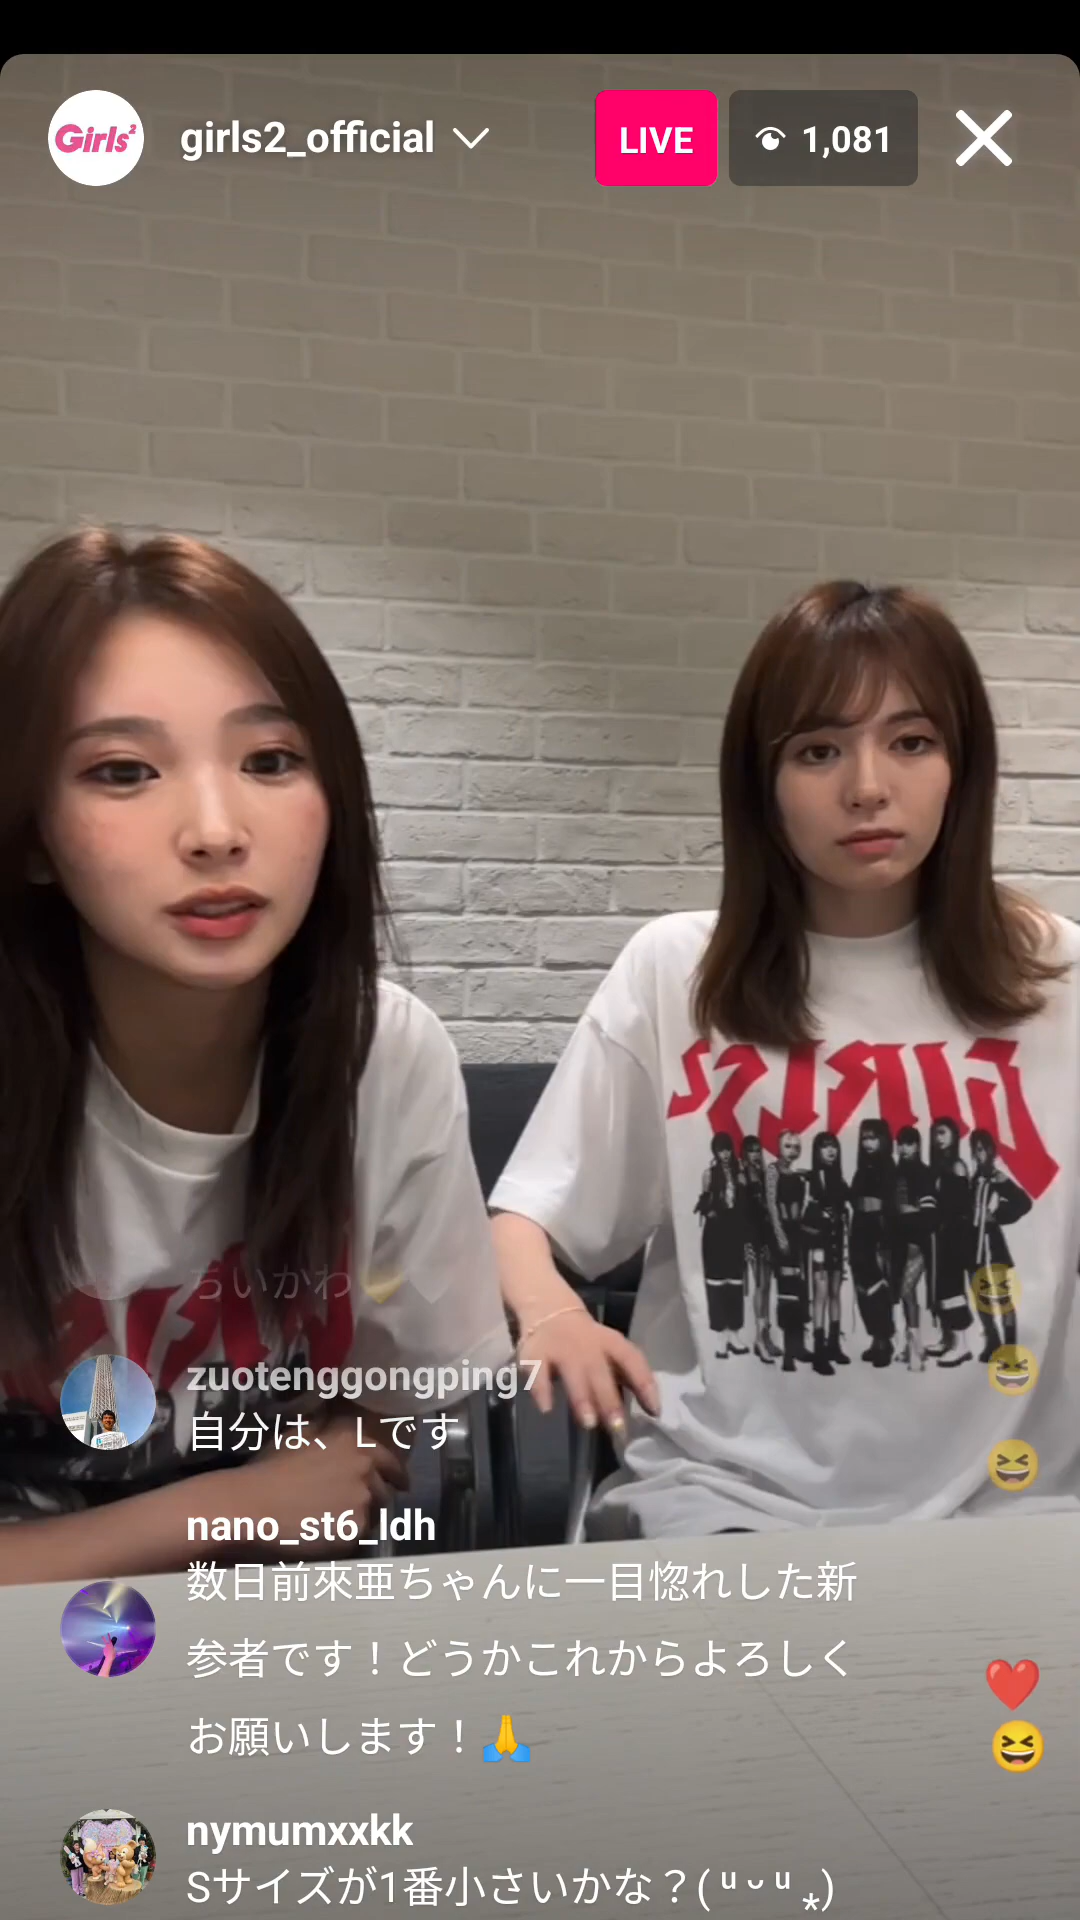 Girls²
girls2_official
LIVE
1,081
GIRLS²
ちいかわ💛🤍
zuotenggongping7
自分は、Lです
nano_st6_ldh
数日前來亜ちゃんに一目惚れした新
参者です！どうかこれからよろしく
お願いします！🙏
nymumxxkk
Sサイズが1番小さいかな？( ᐡ ᵕ ᐡ ⁎)